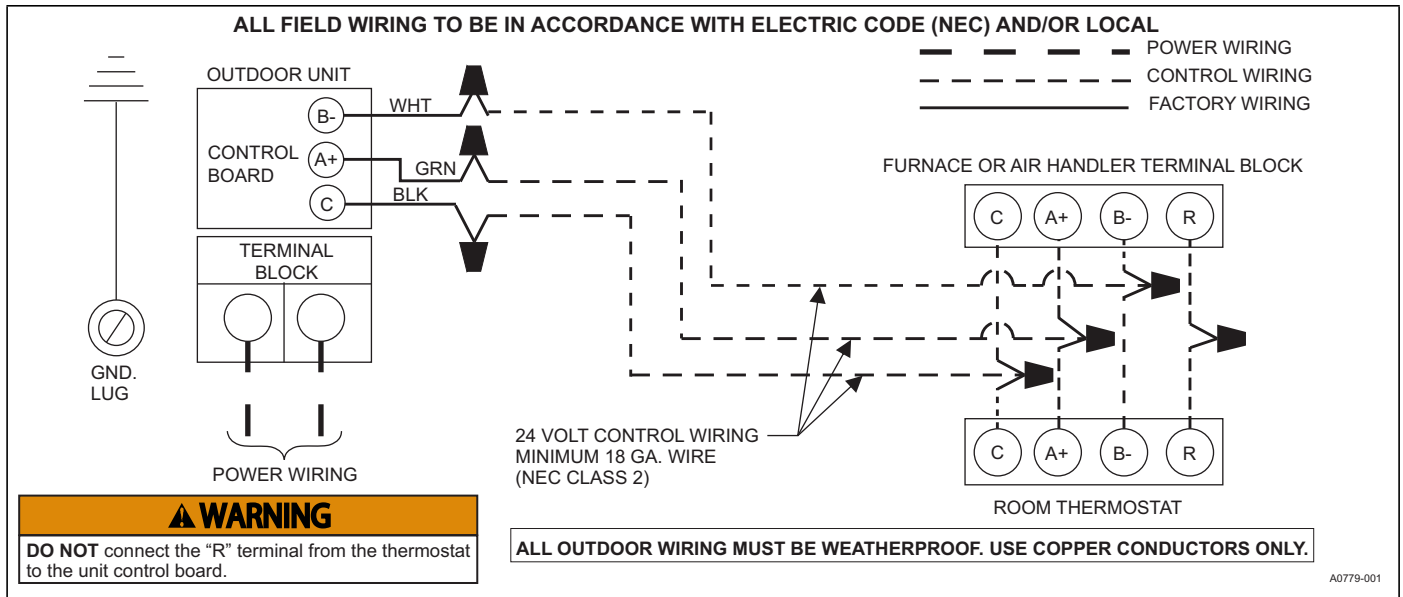 ALL FIELD WIRING TO BE IN ACCORDANCE WITH ELECTRIC CODE (NEC) AND/OR LOCAL
POWER WIRING
CONTROL WIRING
FACTORY WIRING
OUTDOOR UNIT
B-
WHT
CONTROL
BOARD
A+
GRN
C
BLK
TERMINAL
BLOCK
GND.
LUG
POWER WIRING
FURNACE OR AIR HANDLER TERMINAL BLOCK
C A+ B- R
24 VOLT CONTROL WIRING
MINIMUM 18 GA. WIRE
(NEC CLASS 2)
C A+ B- R
ROOM THERMOSTAT
WARNING
DO NOT connect the “R” terminal from the thermostat
to the unit control board.
ALL OUTDOOR WIRING MUST BE WEATHERPROOF. USE COPPER CONDUCTORS ONLY.
A0779-001